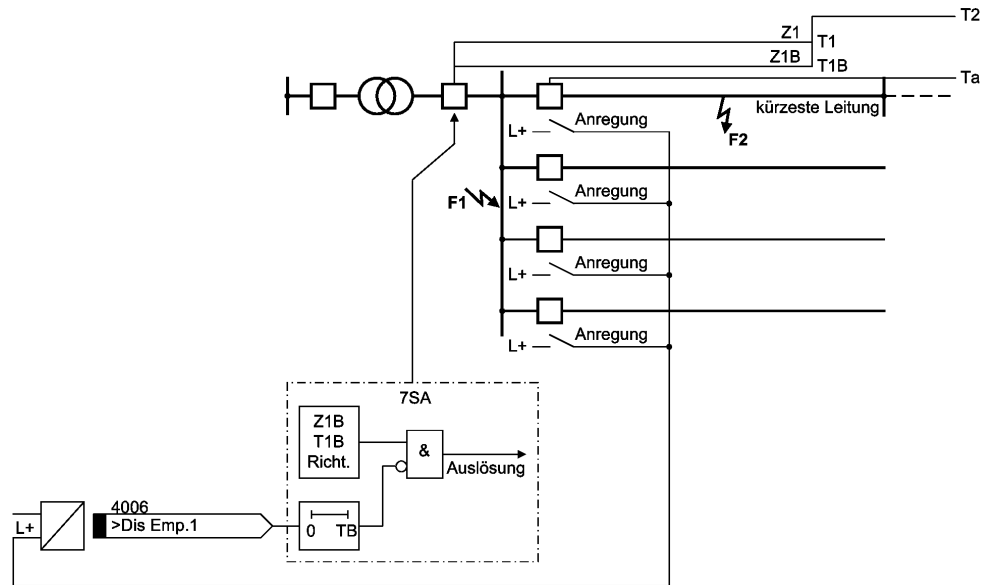 T2
Z1
T1
Z1B
T1B
Ta
kürzeste Leitung
Anregung
L+
F2
Anregung
F1
L+
Anregung
L+
Anregung
L+
7SA
Z1B
T1B
Richt.
&
Auslösung
4006
>Dis Emp.1
L+
0 TB